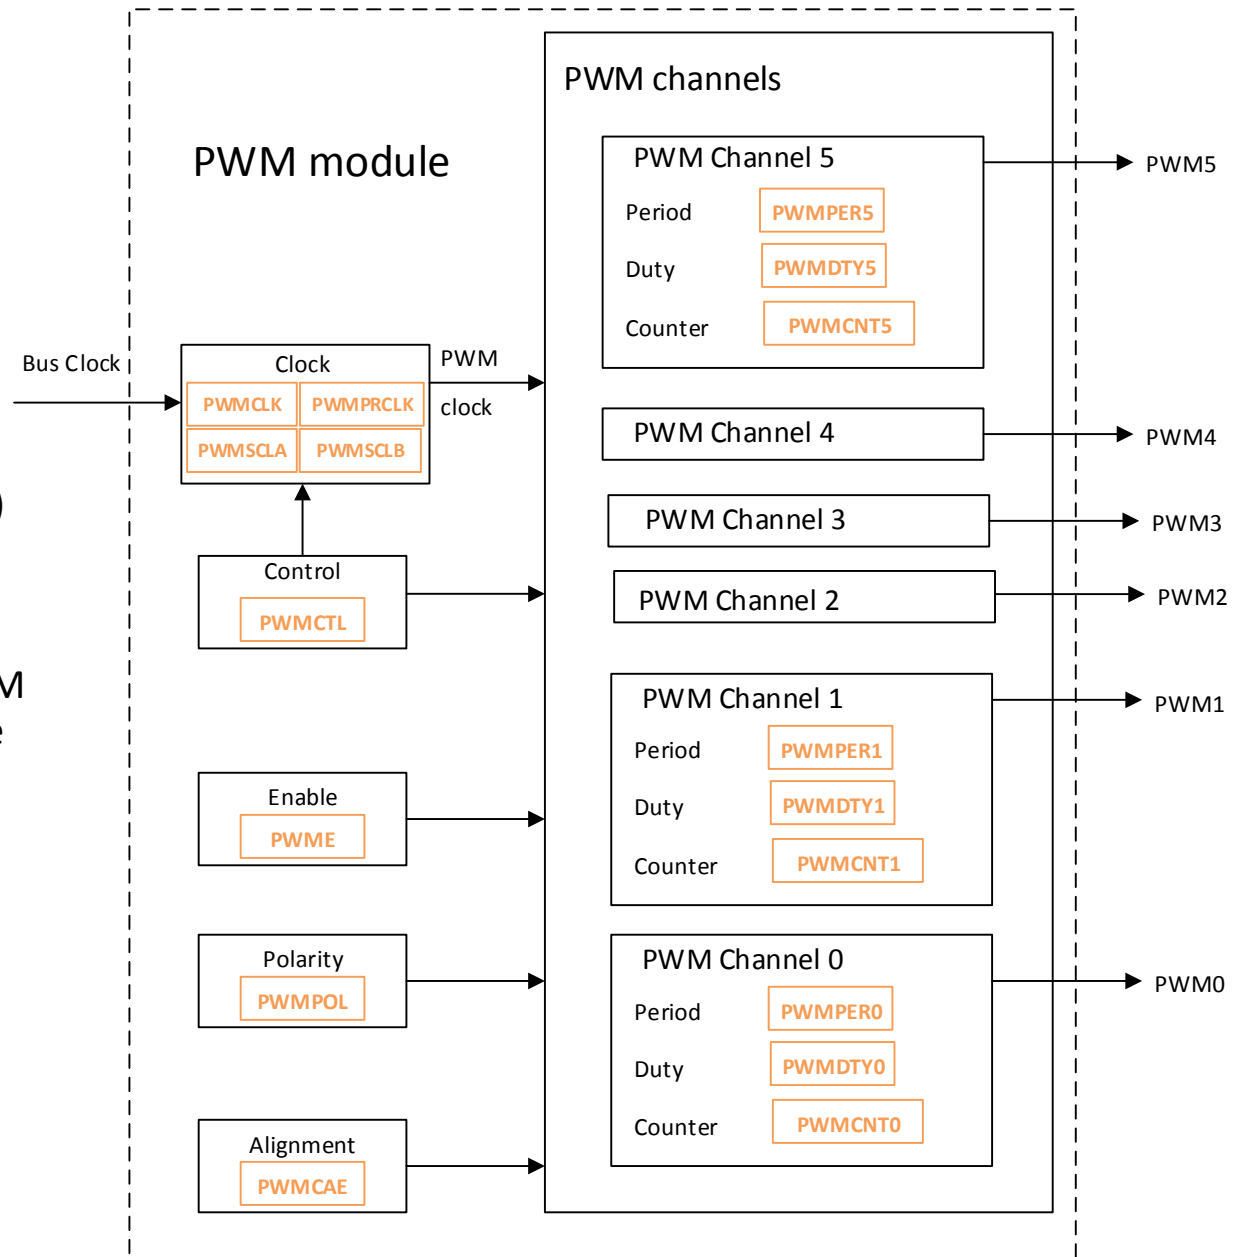 PWM channels
PWM module
PWM Channel 5
PWM5
Period PWMPER5
Duty PWMDTY5
Counter PWMCNT5
Bus Clock
Clock
PWM
clock
PWMCLK PWMPRCLK
PWMSCLA PWMSCLB
PWM Channel 4
PWM4
)
PWM Channel 3
PWM3
Control
PWMCTL
PWM Channel 2
PWM2
M
e
PWM Channel 1
PWM1
Period PWMPER1
Duty PWMDTY1
Counter PWMCNT1
Enable
PWME
Polarity
PWMPOL
PWM Channel 0
PWM0
Period PWMPER0
Duty PWMDTY0
Counter PWMCNT0
Alignment
PWMCAE